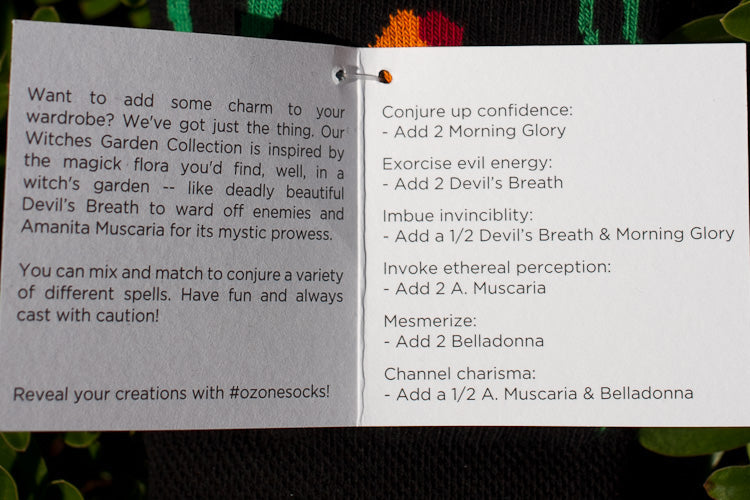 Want to add some charm to your
wardrobe? We've got just the thing. Our
Witches Garden Collection is inspired by
the magick flora you'd find, well, in a
witch's garden -- like deadly beautiful
Devil's Breath to ward off enemies and
Amanita Muscaria for its mystic prowess.
You can mix and match to conjure a variety
of different spells. Have fun and always
cast with caution!
Reveal your creations with #ozonesocks!
Conjure up confidence:
- Add 2 Morning Glory
Exorcise evil energy:
- Add 2 Devil's Breath
Imbue invinciblity:
- Add a 1/2 Devil's Breath & Morning Glory
Invoke ethereal perception:
- Add 2 A. Muscaria
Mesmerize:
- Add 2 Belladonna
Channel charisma:
- Add a 1/2 A. Muscaria & Belladonna